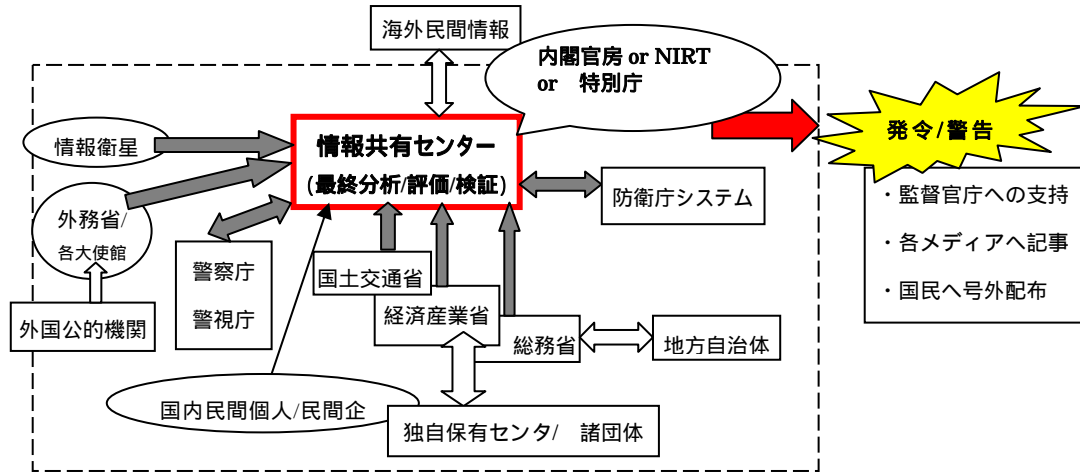 海外民間情報
内閣官房 or NIRT
or 特別庁
発令/警告
情報衛星
情報共有センター
(最終分析/評価/検証)
防衛庁システム
・監督官庁への支持
・各メディアへ記事
・国民へ号外配布
外務省/
各大使館
警察庁
警視庁
国土交通省
経済産業省
総務省
地方自治体
外国公的機関
国内民間個人/民間企
独自保有センタ/ 諸団体